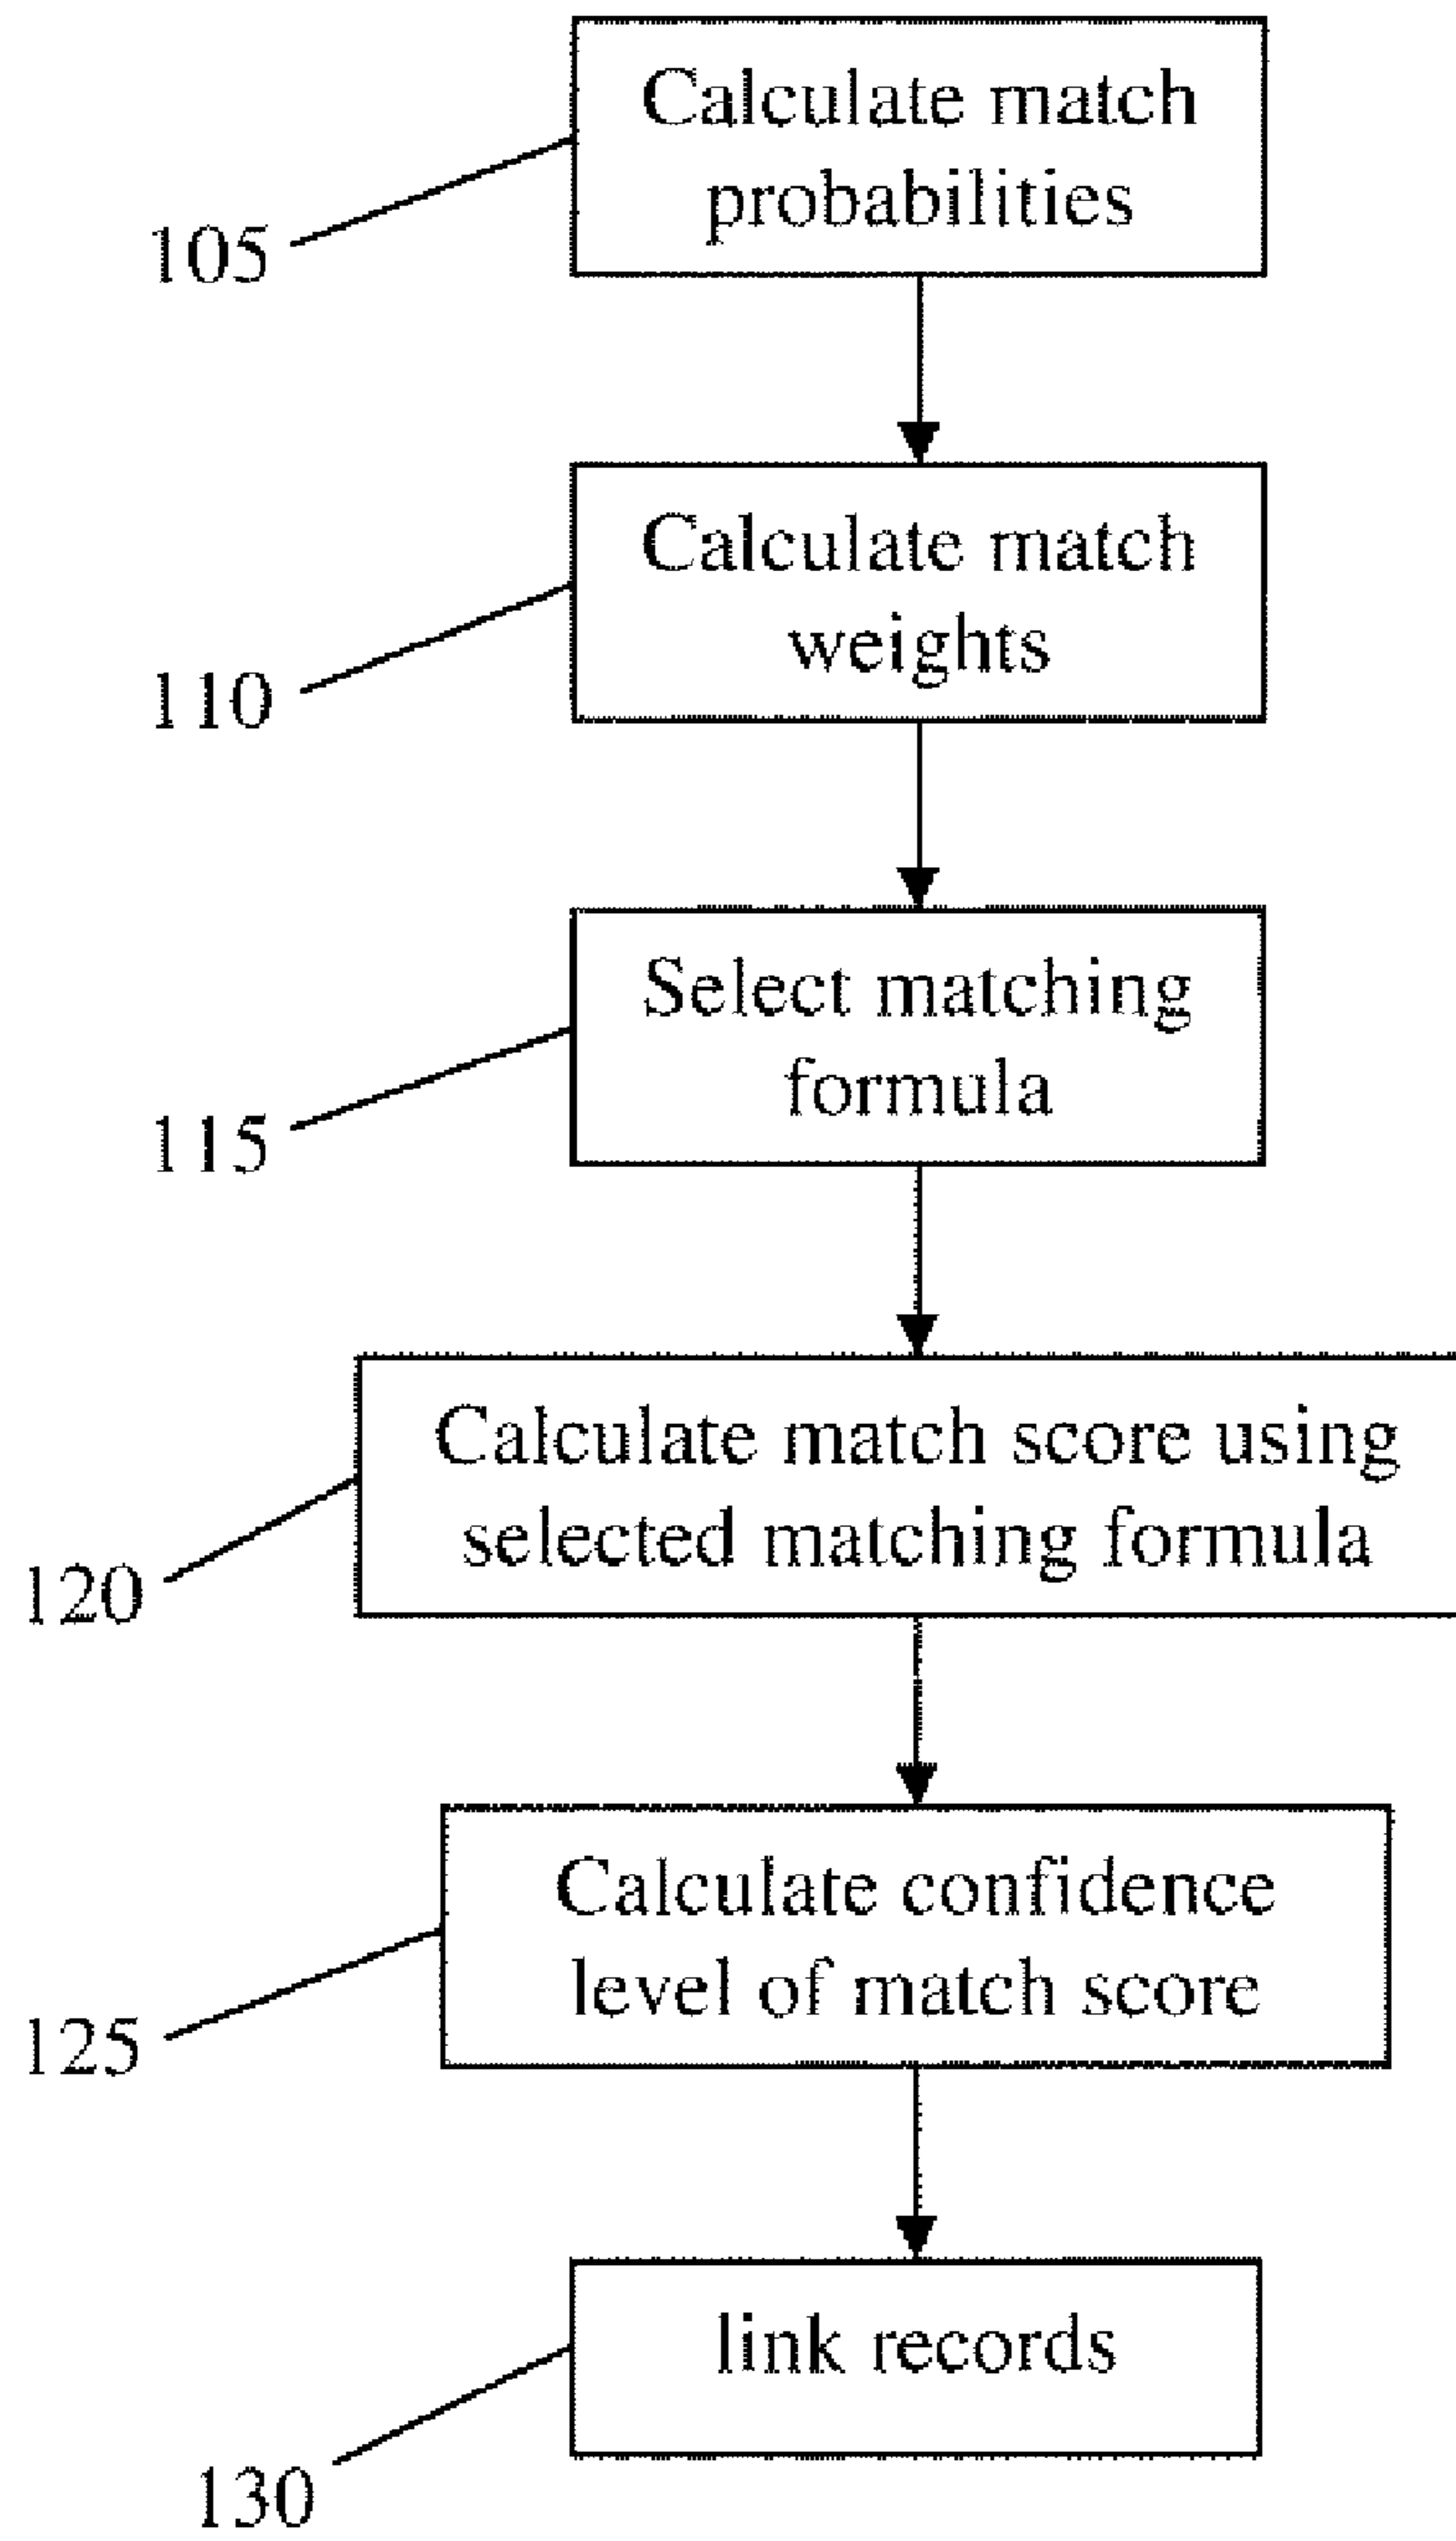 Calculate match
probabilities
105
Calculate match
weights
110
Select matching
formula
115
Calculate match score using
selected matching formula
120
Calculate confidence
level of match score
125
link records
130